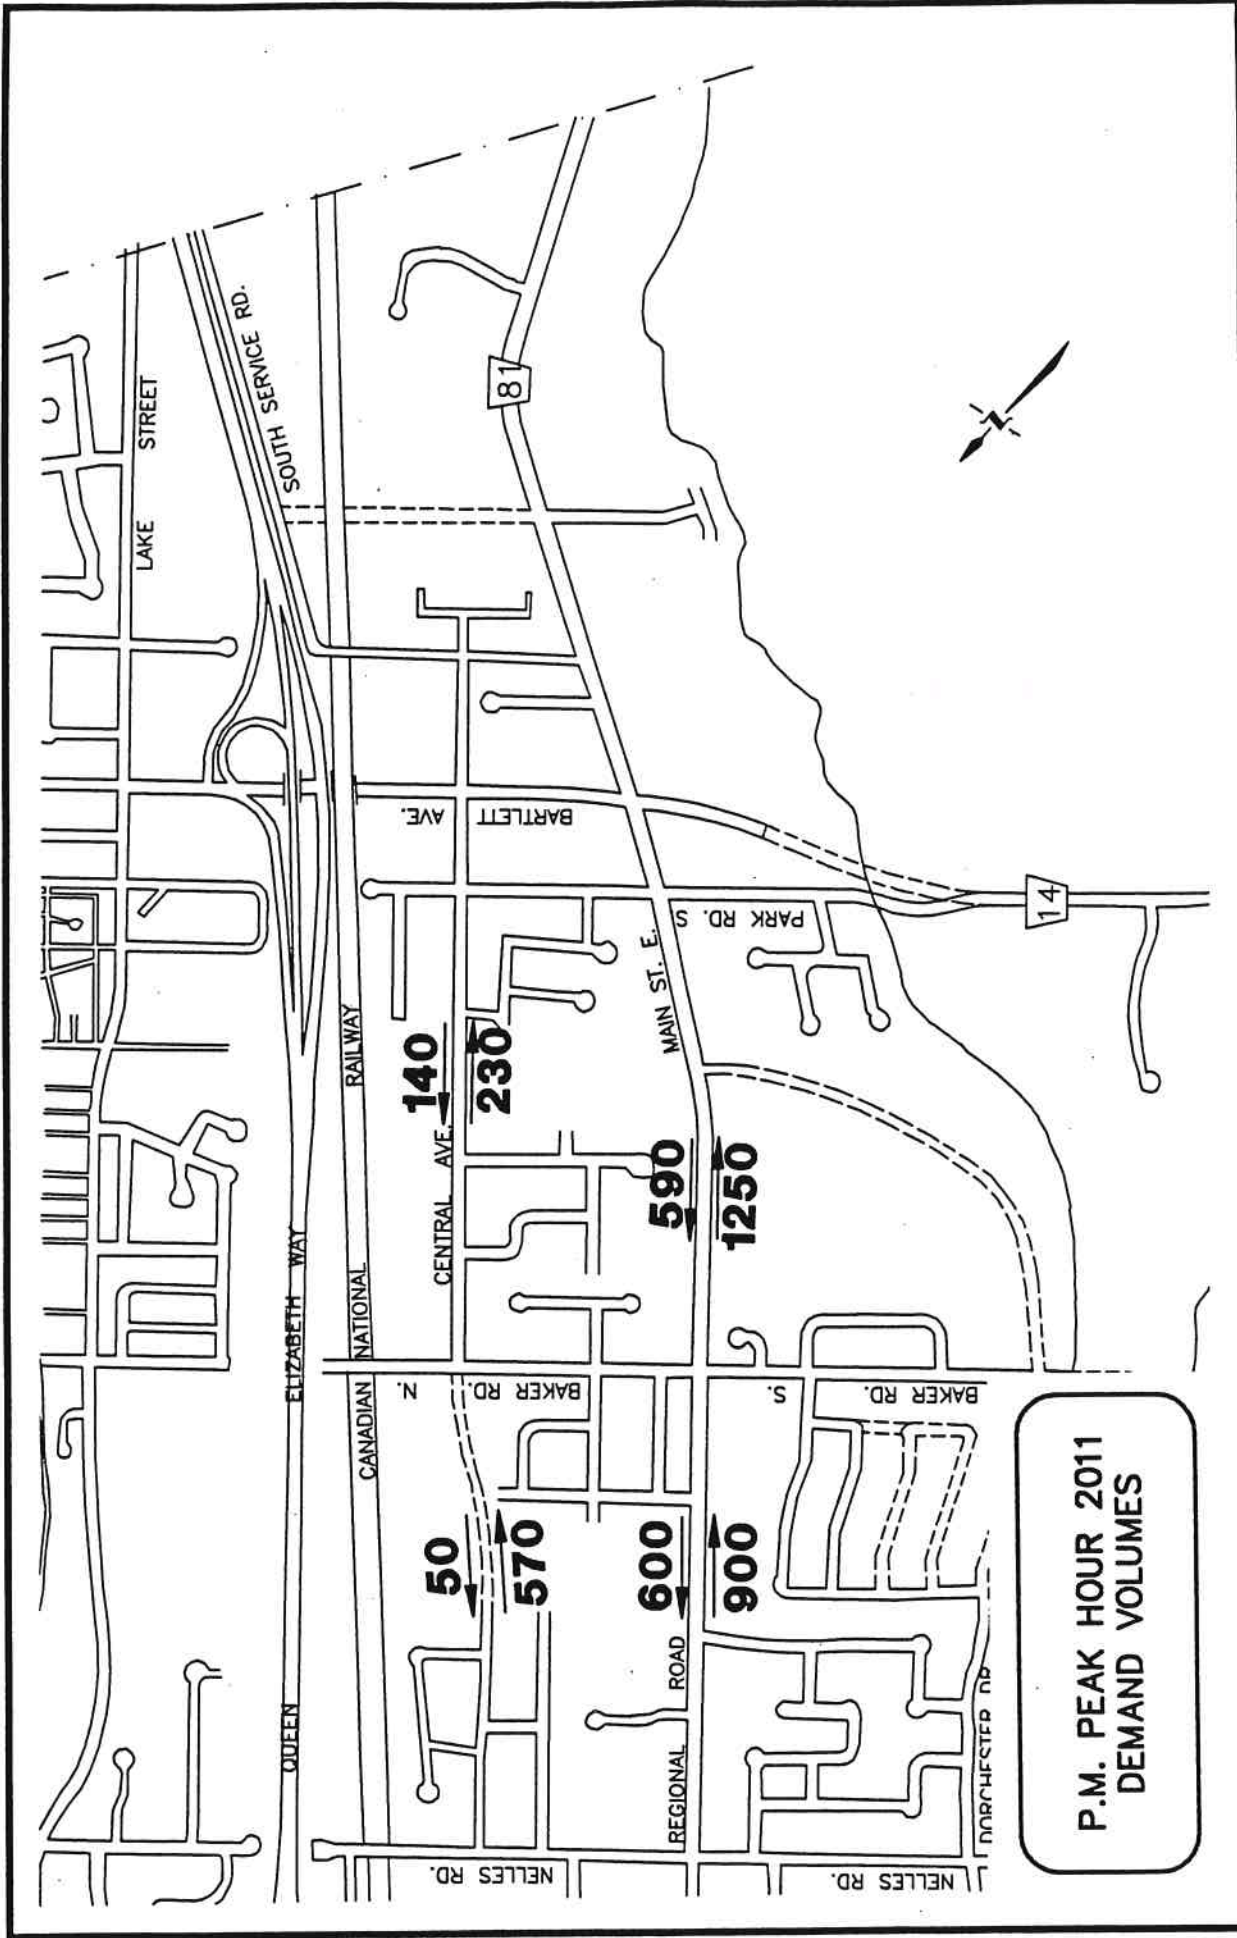 LAKE STREET
SOUTH SERVICE RD.
QUEEN ELIZABETH WAY
CANADIAN NATIONAL RAILWAY
CENTRAL AVE.
BARTLETT AVE.
PARK RD. S
MAIN ST. E.
REGIONAL ROAD
81
14
BAKER RD. N.
BAKER RD. S.
NELLES RD.
NELLES RD.
DORCHESTER DR
140
230
590
1250
50
570
600
900
N
P.M. PEAK HOUR 2011
DEMAND VOLUMES